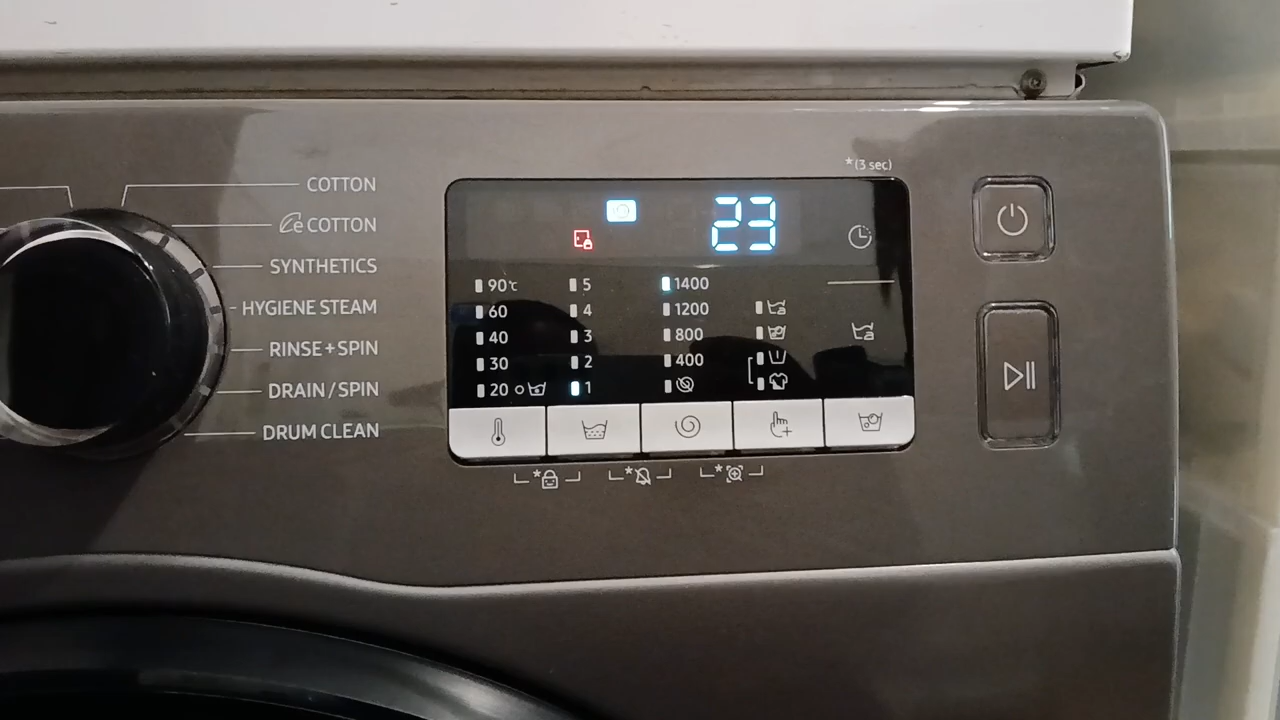 *(3 sec)
COTTON
e COTTON
SYNTHETICS
HYGIENE STEAM
RINSE+SPIN
DRAIN/SPIN
DRUM CLEAN
23
90℃ 5 1400
60 4 1200
40 3 800
30 2 400
20 1
* * *